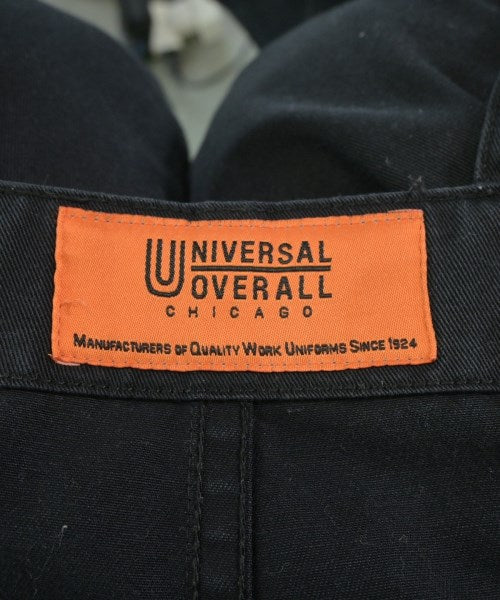 UNIVERSAL
OVERALL
CHICAGO
MANUFACTURERS OF QUALITY WORK UNIFORMS SINCE 1924